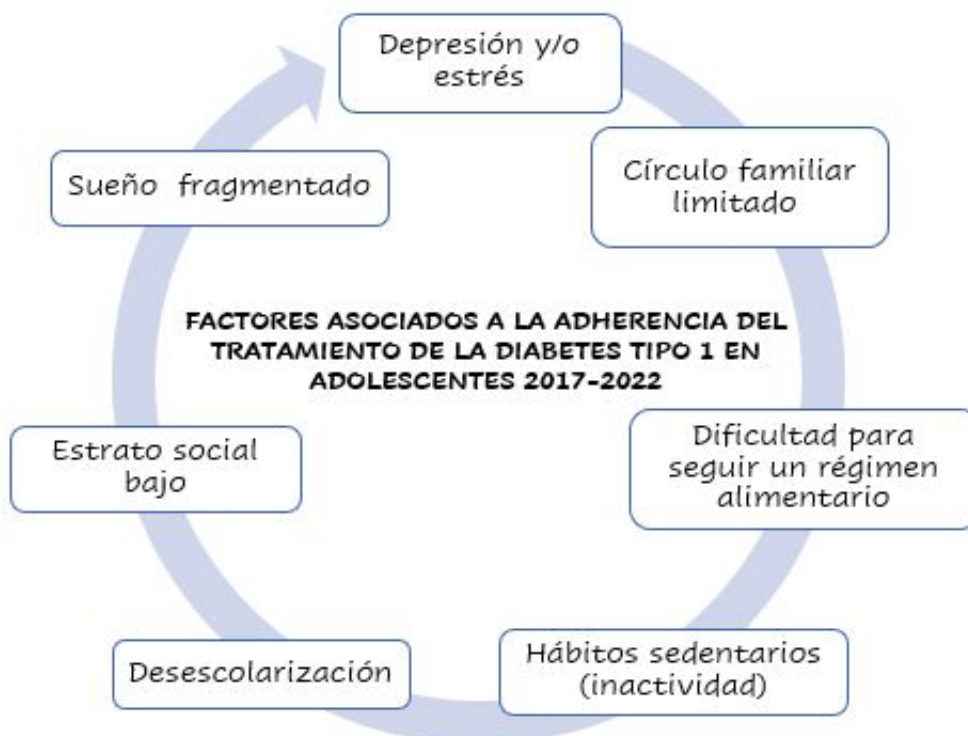 Depresión y/o
estrés
Círculo familiar
limitado
Dificultad para
seguir un régimen
alimentario
Hábitos sedentarios
(inactividad)
Desescolarización
Estrato social
bajo
Sueño fragmentado
FACTORES ASOCIADOS A LA ADHERENCIA DEL
TRATAMIENTO DE LA DIABETES TIPO 1 EN
ADOLESCENTES 2017-2022